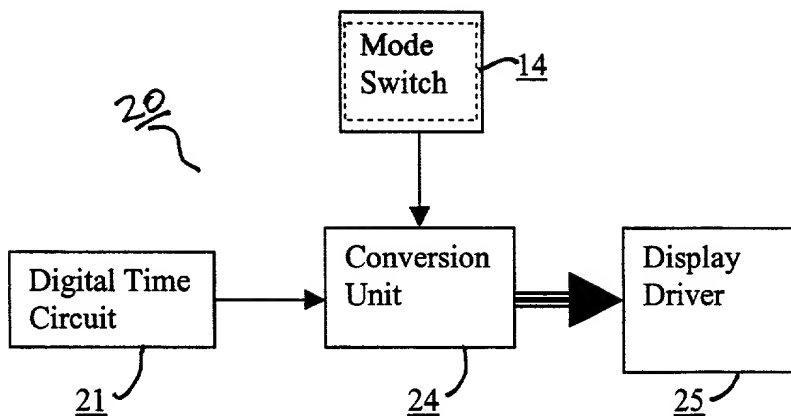 Mode
Switch
14
20
Digital Time
Circuit
Conversion
Unit
Display
Driver
21
24
25